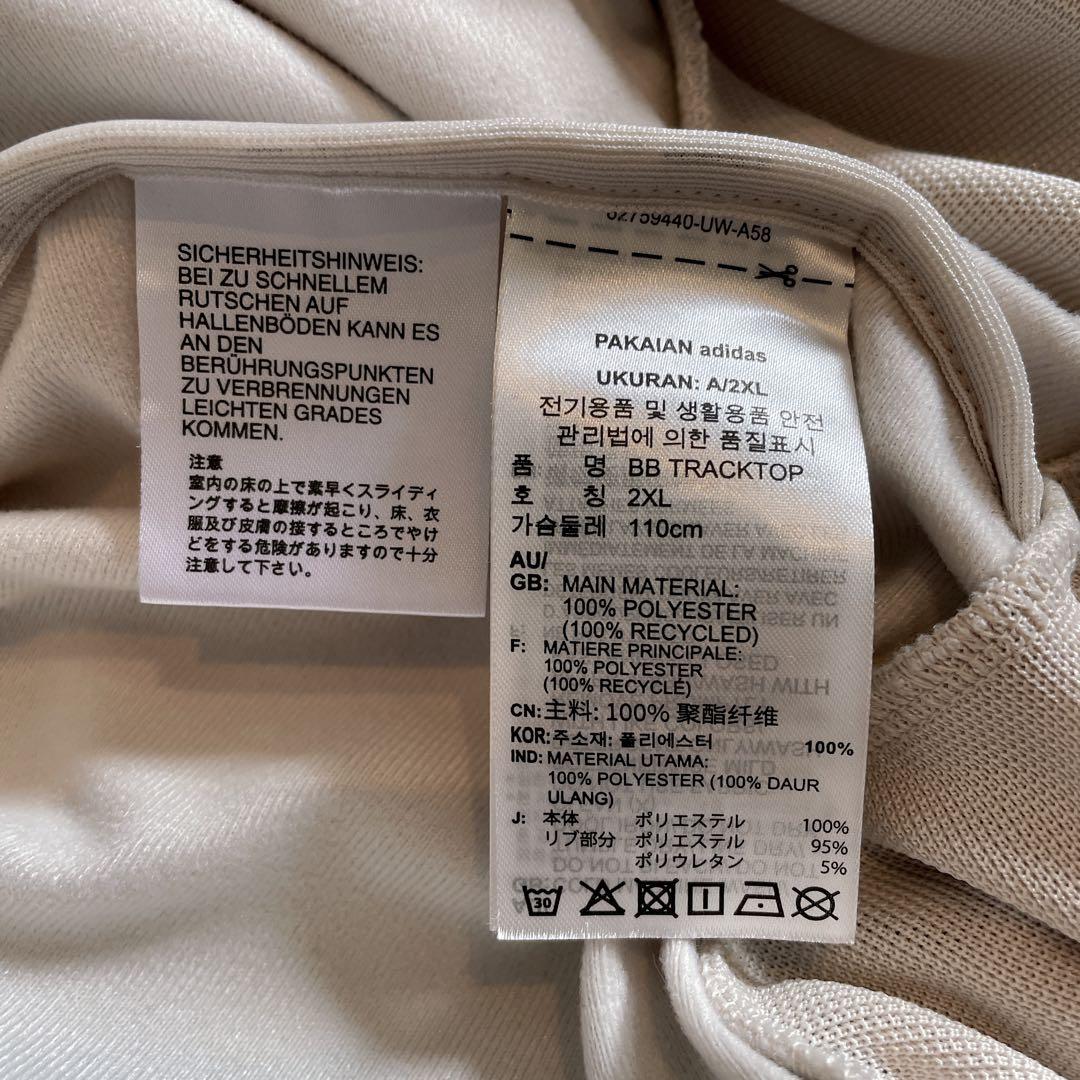 SICHERHEITSHINWEIS:
BEI ZU SCHNELLEM
RUTSCHEN AUF
HALLENBÖDEN KANN ES
AN DEN
BERÜHRUNGSPUNKTEN
ZU VERBRENNUNGEN
LEICHTEN GRADES
KOMMEN.
注意
室内の床の上で素早くスライディ
ングすると摩擦が起こり、床、衣
服及び皮膚の接するところでやけ
どをする危険がありますので十分
注意して下さい。
62759440-UW-A58
PAKAIAN adidas
UKURAN: A/2XL
전기용품 및 생활용품 안전
관리법에 의한 품질표시
품 명 BB TRACKTOP
호 칭 2XL
가슴둘레 110cm
AU/
GB: MAIN MATERIAL:
100% POLYESTER
(100% RECYCLED)
F: MATIERE PRINCIPALE:
100% POLYESTER
(100% RECYCLÉ)
CN: 主料: 100% 聚酯纤维
KOR: 주소재: 폴리에스터 100%
IND: MATERIAL UTAMA:
100% POLYESTER (100% DAUR
ULANG)
J: 本体 ポリエステル 100%
リブ部分 ポリエステル 95%
ポリウレタン 5%
30